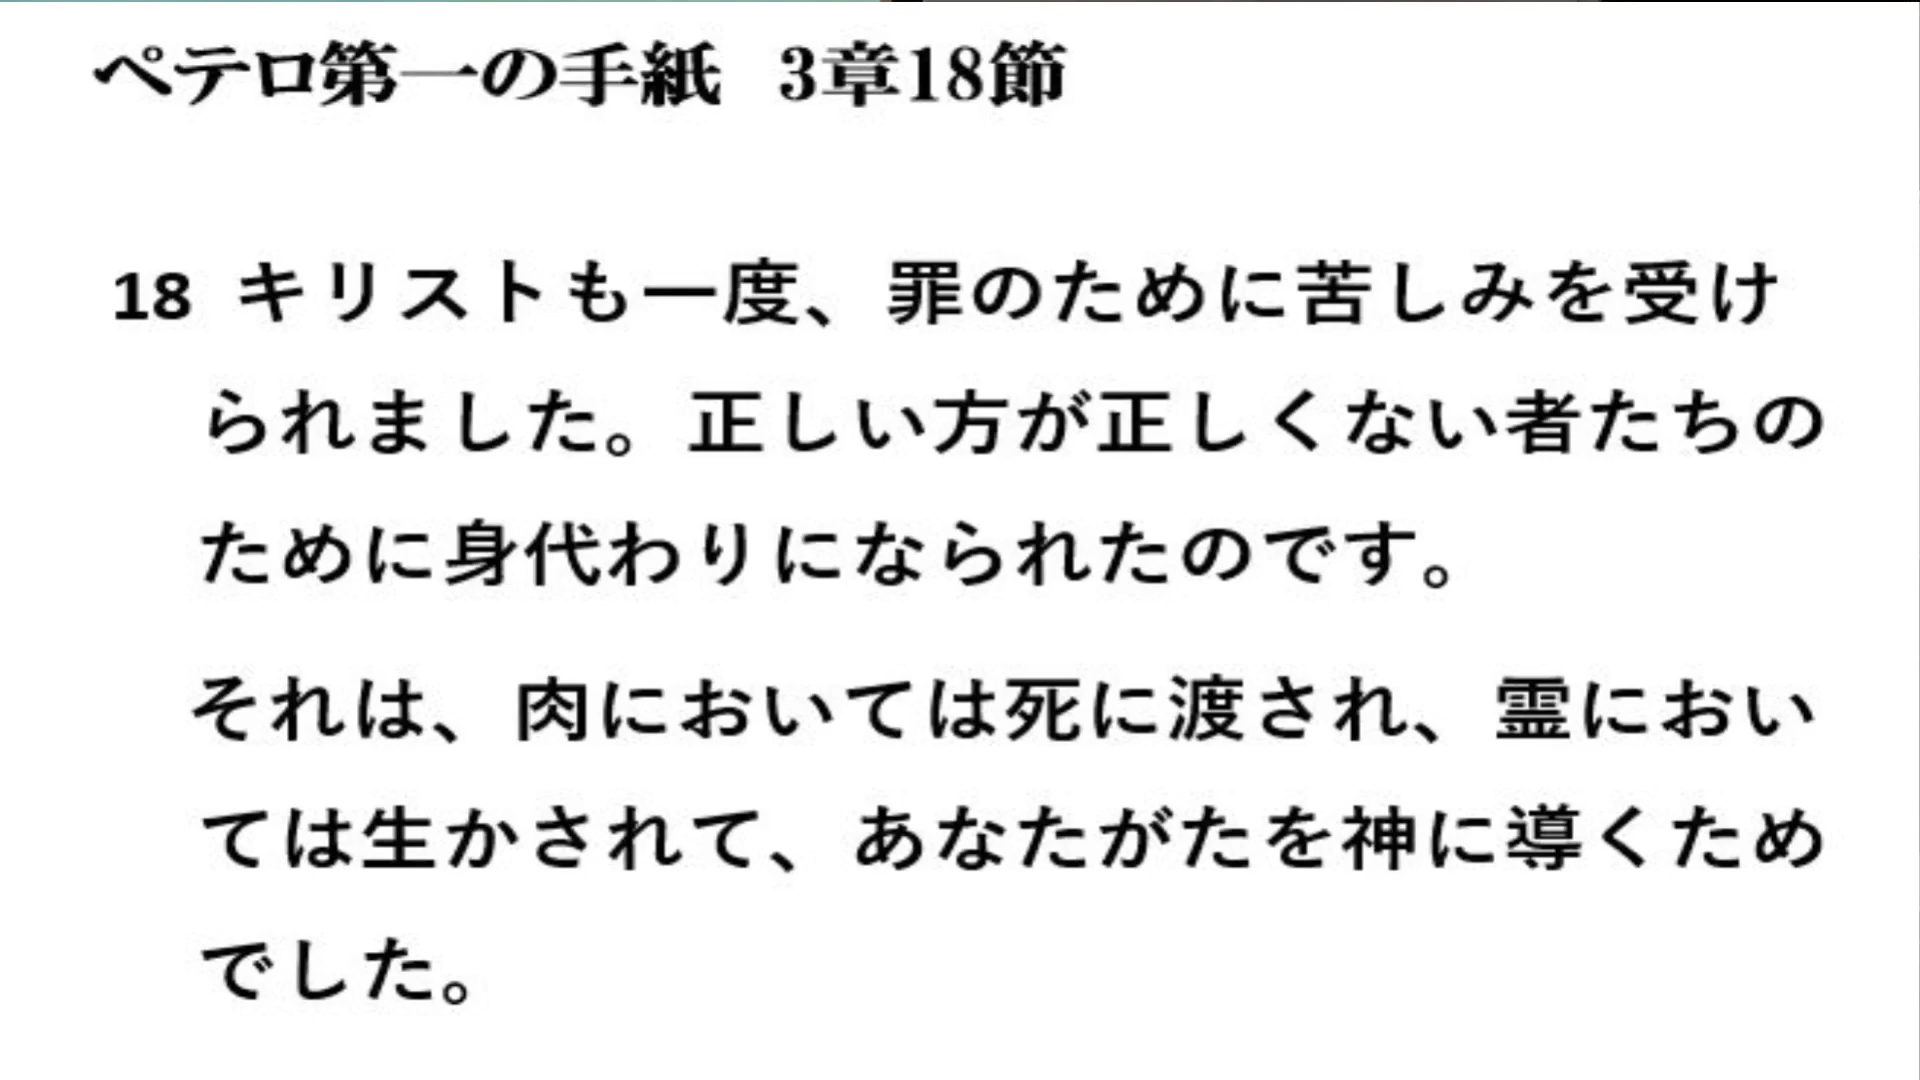 ペテロ第一の手紙 3章18節
18 キリストも一度、罪のために苦しみを受け
られました。正しい方が正しくない者たちの
ために身代わりになられたのです。
それは、肉においては死に渡され、霊におい
ては生かされて、あなたがたを神に導くため
でした。